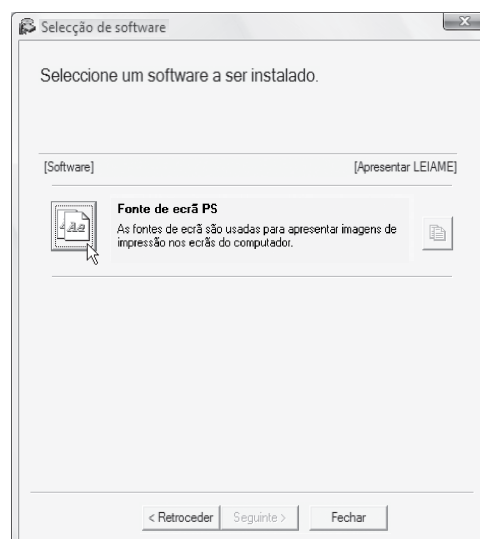 Selecção de software
Seleccione um software a ser instalado.
[Software] [Apresentar LEIAME]
Fonte de ecrã PS
As fontes de ecrã são usadas para apresentar imagens de
impressão nos ecrãs do computador.
< Retroceder Seguinte > Fechar